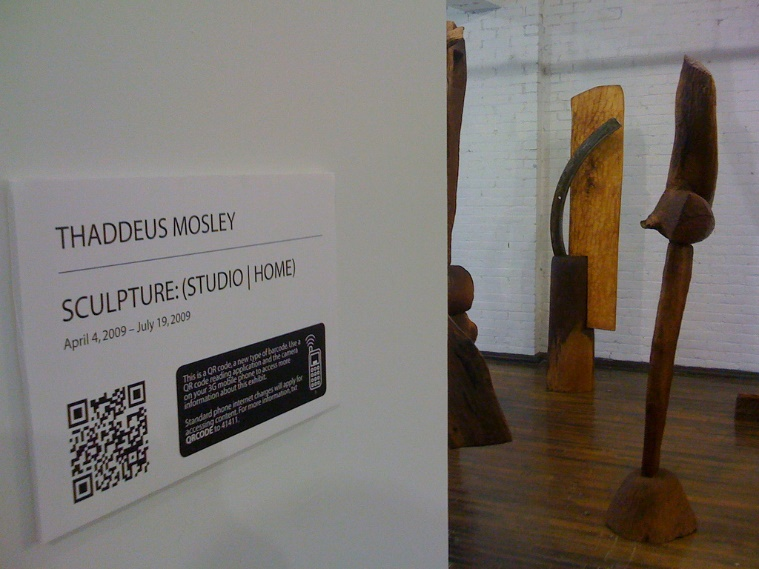 THADDEUS MOSLEY
SCULPTURE: (STUDIO | HOME)
April 4, 2009 – July 19, 2009
This is a QR code, a new type of barcode. Use a
QR code reading application and the camera
on your 3G mobile phone to access more
information about this exhibit.
Standard phone internet charges will apply for
accessing content. For more information, txt
QRCODE to 41411.